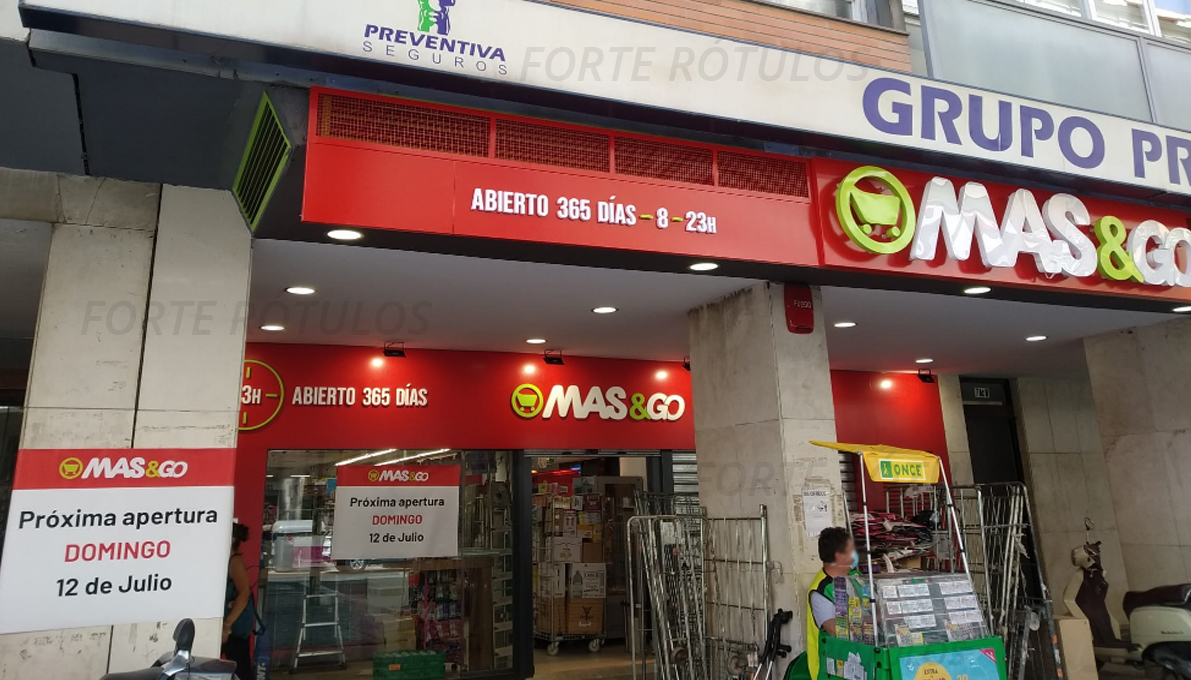 PREVENTIVA
SEGUROS
FORTE RÓTULOS
GRUPO PR
ABIERTO 365 DÍAS - 8 - 23H
MAS&GO
FUEGO
FORTE RÓTULOS
3H -
ABIERTO 365 DÍAS
MAS&GO
MAS&GO
Próxima apertura
DOMINGO
12 de Julio
MAS&GO
Próxima apertura
DOMINGO
12 de Julio
FORTE
ONCE